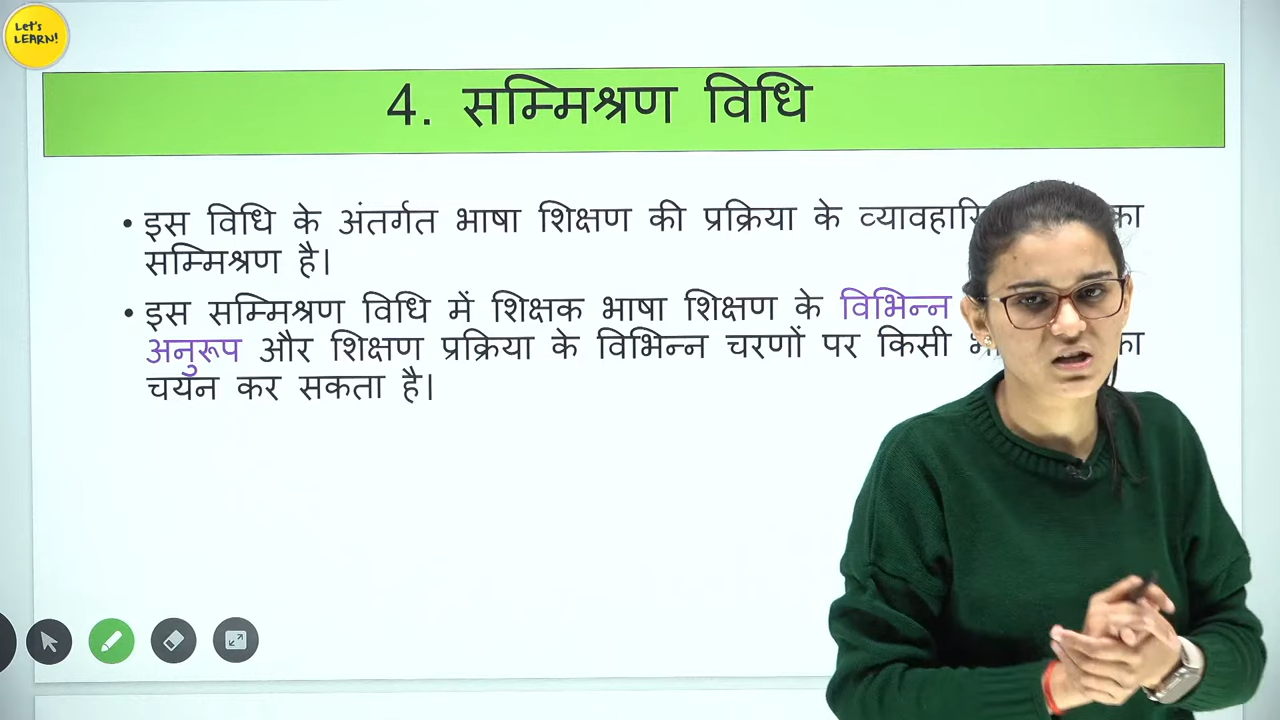 Let's
LEARN!
4. सम्मिश्रण विधि
• इस विधि के अंतर्गत भाषा शिक्षण की प्रक्रिया के का
सम्मिश्रण है।
• इस सम्मिश्रण विधि में शिक्षक भाषा शिक्षण के विभिन्न
अनुरूप और शिक्षण प्रक्रिया के विभिन्न चरणों पर किसी का
चयन कर सकता है।